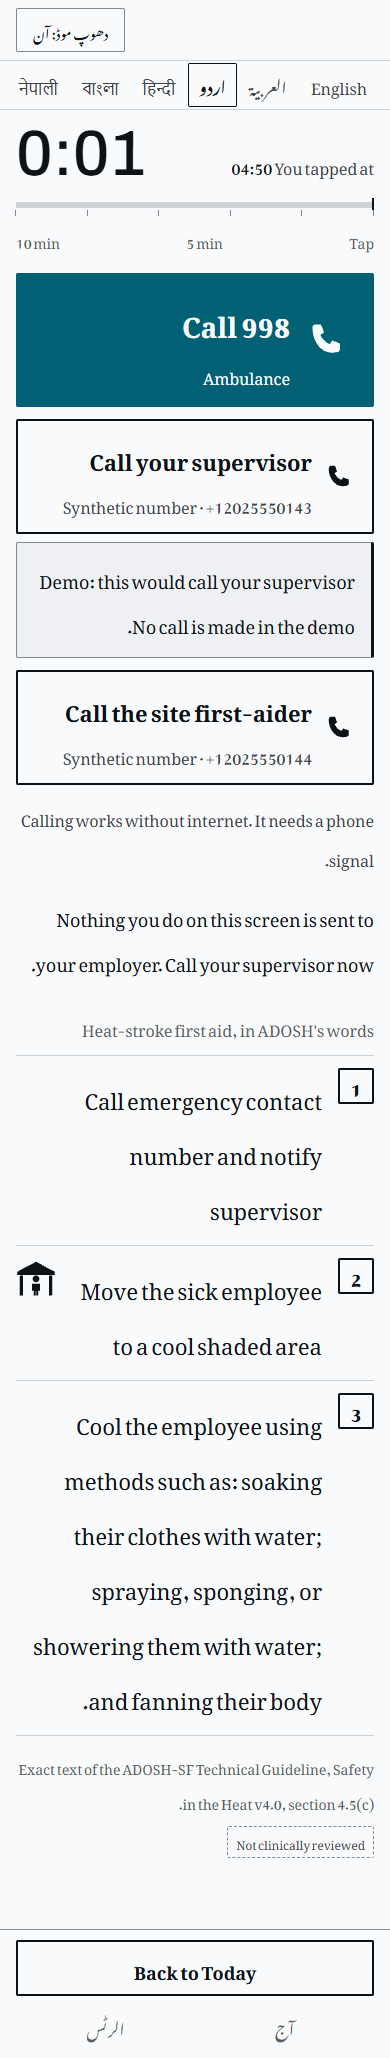 دھوپ موڈ: آن
English العربية اردو हिन्दी বাংলা नेपाली
0:01
You tapped at 04:50
10 min 5 min Tap
Call 998
Ambulance
Call your supervisor
Synthetic number · +12025550143
Demo: this would call your supervisor
No call is made in the demo.
Call the site first-aider
Synthetic number · +12025550144
Calling works without internet. It needs a phone
signal.
Nothing you do on this screen is sent to
your employer. Call your supervisor now.
Heat-stroke first aid, in ADOSH's words
1
Call emergency contact
number and notify
supervisor
2
Move the sick employee
to a cool shaded area
3
Cool the employee using
methods such as: soaking
their clothes with water;
spraying, sponging, or
showering them with water;
and fanning their body.
Exact text of the ADOSH-SF Technical Guideline, Safety
in the Heat v4.0, section 4.5(c).
Not clinically reviewed
Back to Today
آج الرٹس